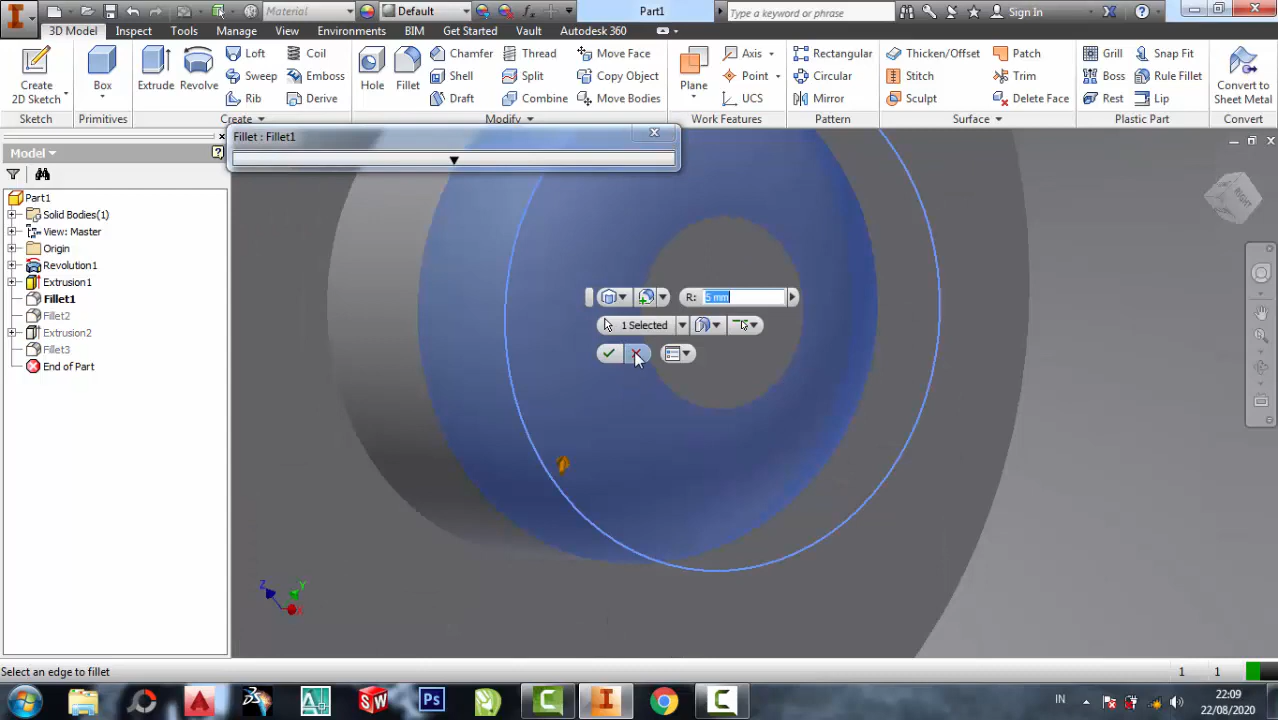 Material
Default
Part1
Type a keyword or phrase
Sign In
3D Model Inspect Tools Manage View Environments BIM Get Started Vault Autodesk 360
Create
2D Sketch
Box
Extrude
Revolve
Loft
Sweep
Rib
Coil
Emboss
Derive
Hole
Fillet
Chamfer
Shell
Draft
Thread
Split
Combine
Move Face
Copy Object
Move Bodies
Plane
Axis
Point
UCS
Rectangular
Circular
Mirror
Thicken/Offset
Stitch
Sculpt
Patch
Trim
Delete Face
Grill
Boss
Rest
Snap Fit
Rule Fillet
Lip
Convert to
Sheet Metal
Sketch Primitives Create Modify Work Features Pattern Surface Plastic Part Convert
Fillet : Fillet1
Model
Part1
Solid Bodies(1)
View: Master
Origin
Revolution1
Extrusion1
Fillet1
Fillet2
Extrusion2
Fillet3
End of Part
R: 5 mm
1 Selected
RIGHT
Z Y X
Select an edge to fillet
1 1
IN
22:09
22/08/2020